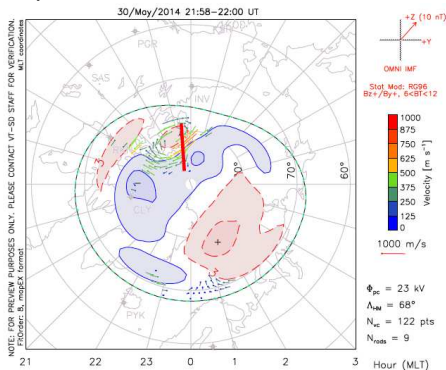 30/May/2014 21:58-22:00 UT
NOTE: FOR PREVIEW PURPOSES ONLY. PLEASE CONTACT VT-SD STAFF FOR VERIFICATION.
FitOrder: 8, mapEX format
MLT coordinates
PGR
SAS
INV
CLY
PYK
70°
60°
+Z (10 nT)
+Y
OMNI IMF
Stat Mod: RG96
Bz+/By+, 6<BT<12
1000
875
750
625
500
375
250
125
0
Velocity [m s⁻¹]
1000 m/s
Φpc = 23 kV
ΛHM = 68°
Nvc = 122 pts
Nrads = 9
21
22
23
0
1
2
3
Hour (MLT)